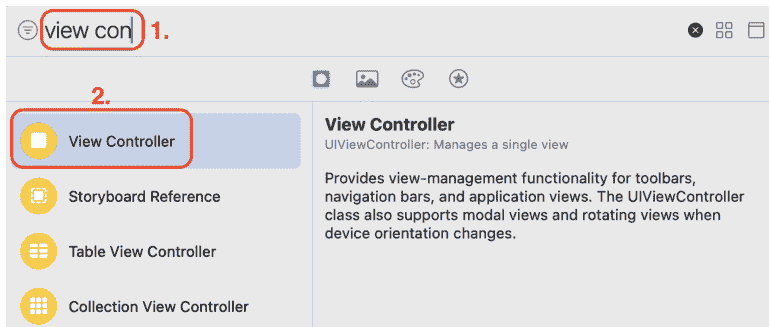 view con
1.
2.
View Controller
Storyboard Reference
Table View Controller
Collection View Controller
View Controller
UIViewController: Manages a single view
Provides view-management functionality for toolbars,
navigation bars, and application views. The UIViewController
class also supports modal views and rotating views when
device orientation changes.